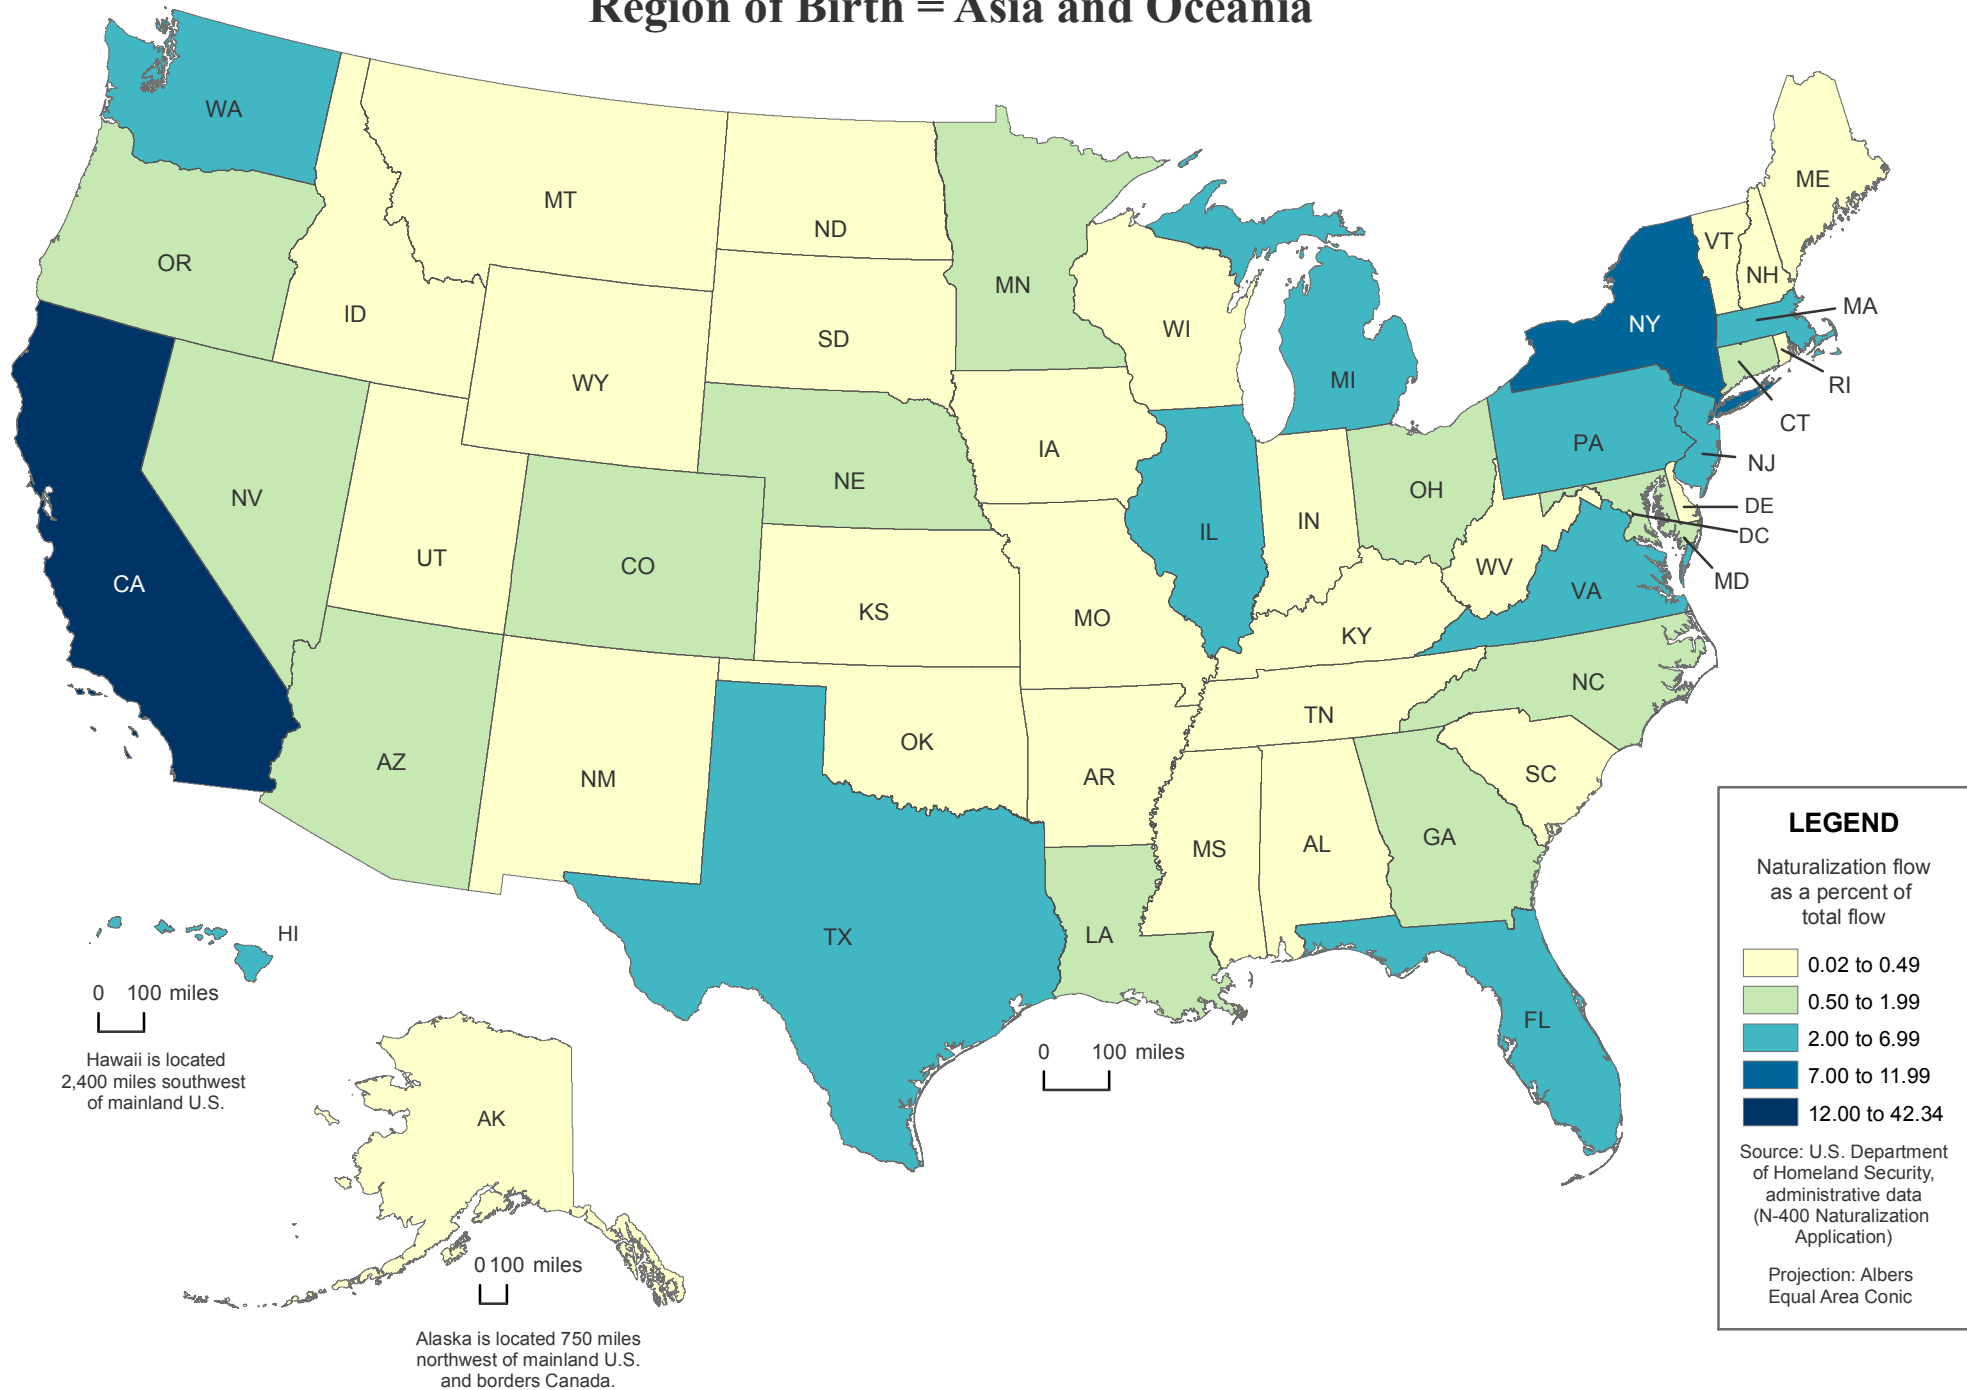 Region of Birth = Asia and Oceania
WA
MT
ND
ME
OR
MN
VT
NH
ID
MA
SD
WI
NY
WY
MI
RI
CT
IA
PA
NJ
NE
NV
OH
DE
IN
IL
DC
UT
CO
WV
CA
MD
KS
VA
MO
KY
NC
TN
OK
AZ
NM
AR
SC
GA
MS
AL
HI
TX
LA
FL
AK
0 100 miles
Hawaii is located
2,400 miles southwest
of mainland U.S.
0 100 miles
0 100 miles
Alaska is located 750 miles
northwest of mainland U.S.
and borders Canada.
LEGEND
Naturalization flow
as a percent of
total flow
0.02 to 0.49
0.50 to 1.99
2.00 to 6.99
7.00 to 11.99
12.00 to 42.34
Source: U.S. Department
of Homeland Security,
administrative data
(N-400 Naturalization
Application)
Projection: Albers
Equal Area Conic